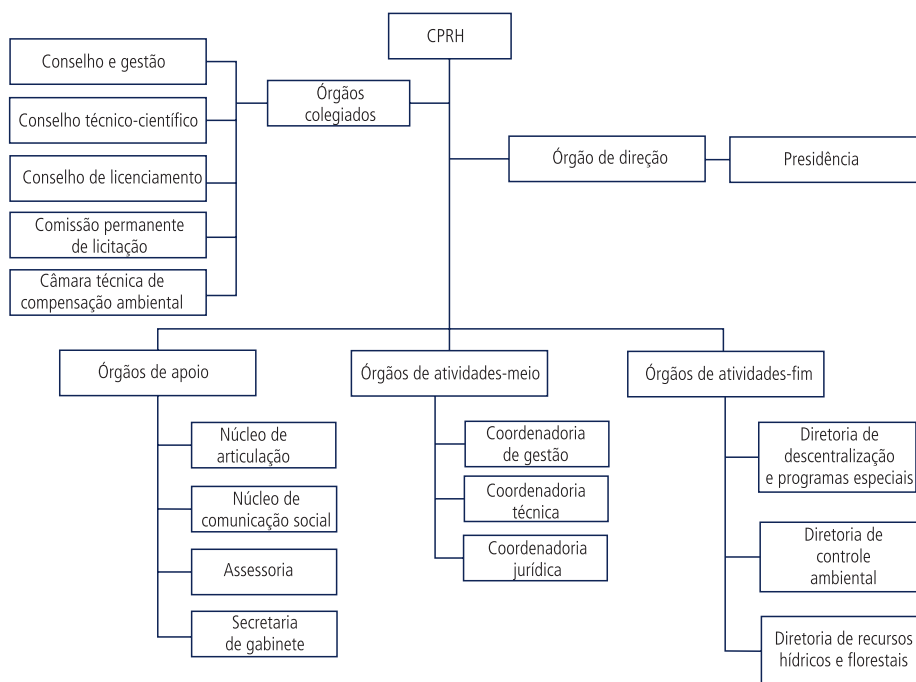 CPRH
Conselho e gestão
Conselho técnico-científico
Conselho de licenciamento
Comissão permanente
de licitação
Câmara técnica de
compensação ambiental
Órgãos
colegiados
Órgão de direção
Presidência
Órgãos de apoio
Núcleo de
articulação
Núcleo de
comunicação social
Assessoria
Secretaria
de gabinete
Órgãos de atividades-meio
Coordenadoria
de gestão
Coordenadoria
técnica
Coordenadoria
jurídica
Órgãos de atividades-fim
Diretoria de
descentralização
e programas especiais
Diretoria de
controle
ambiental
Diretoria de recursos
hídricos e florestais